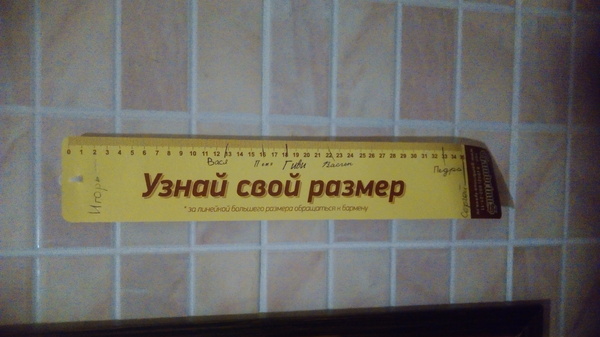 0 1 2 3 4 5 6 7 8 9 10 11 12 13 14 15 16 17 18 19 20 21 22 23 24 25 26 27 28 29 30 31 32 33 34 35
Вася Гиви Педро
Игорь
Узнай свой размер
* за линейкой большего размера обращаться к бармену